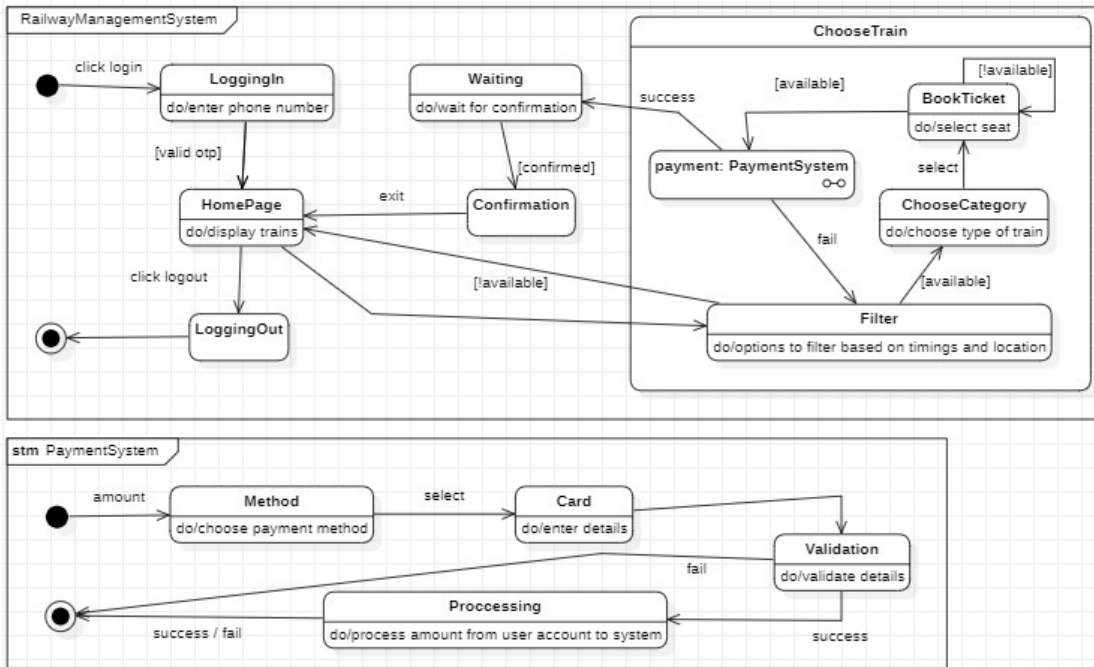 RailwayManagementSystem
click login
LoggingIn
do/enter phone number
[valid otp]
HomePage
do/display trains
click logout
LoggingOut
Waiting
do/wait for confirmation
[confirmed]
Confirmation
exit
success
[!available]
ChooseTrain
[available]
[!available]
BookTicket
do/select seat
payment: PaymentSystem
select
ChooseCategory
do/choose type of train
fail
[available]
Filter
do/options to filter based on timings and location
stm PaymentSystem
amount
Method
do/choose payment method
select
Card
do/enter details
Validation
do/validate details
fail
success
Proccessing
do/process amount from user account to system
success / fail